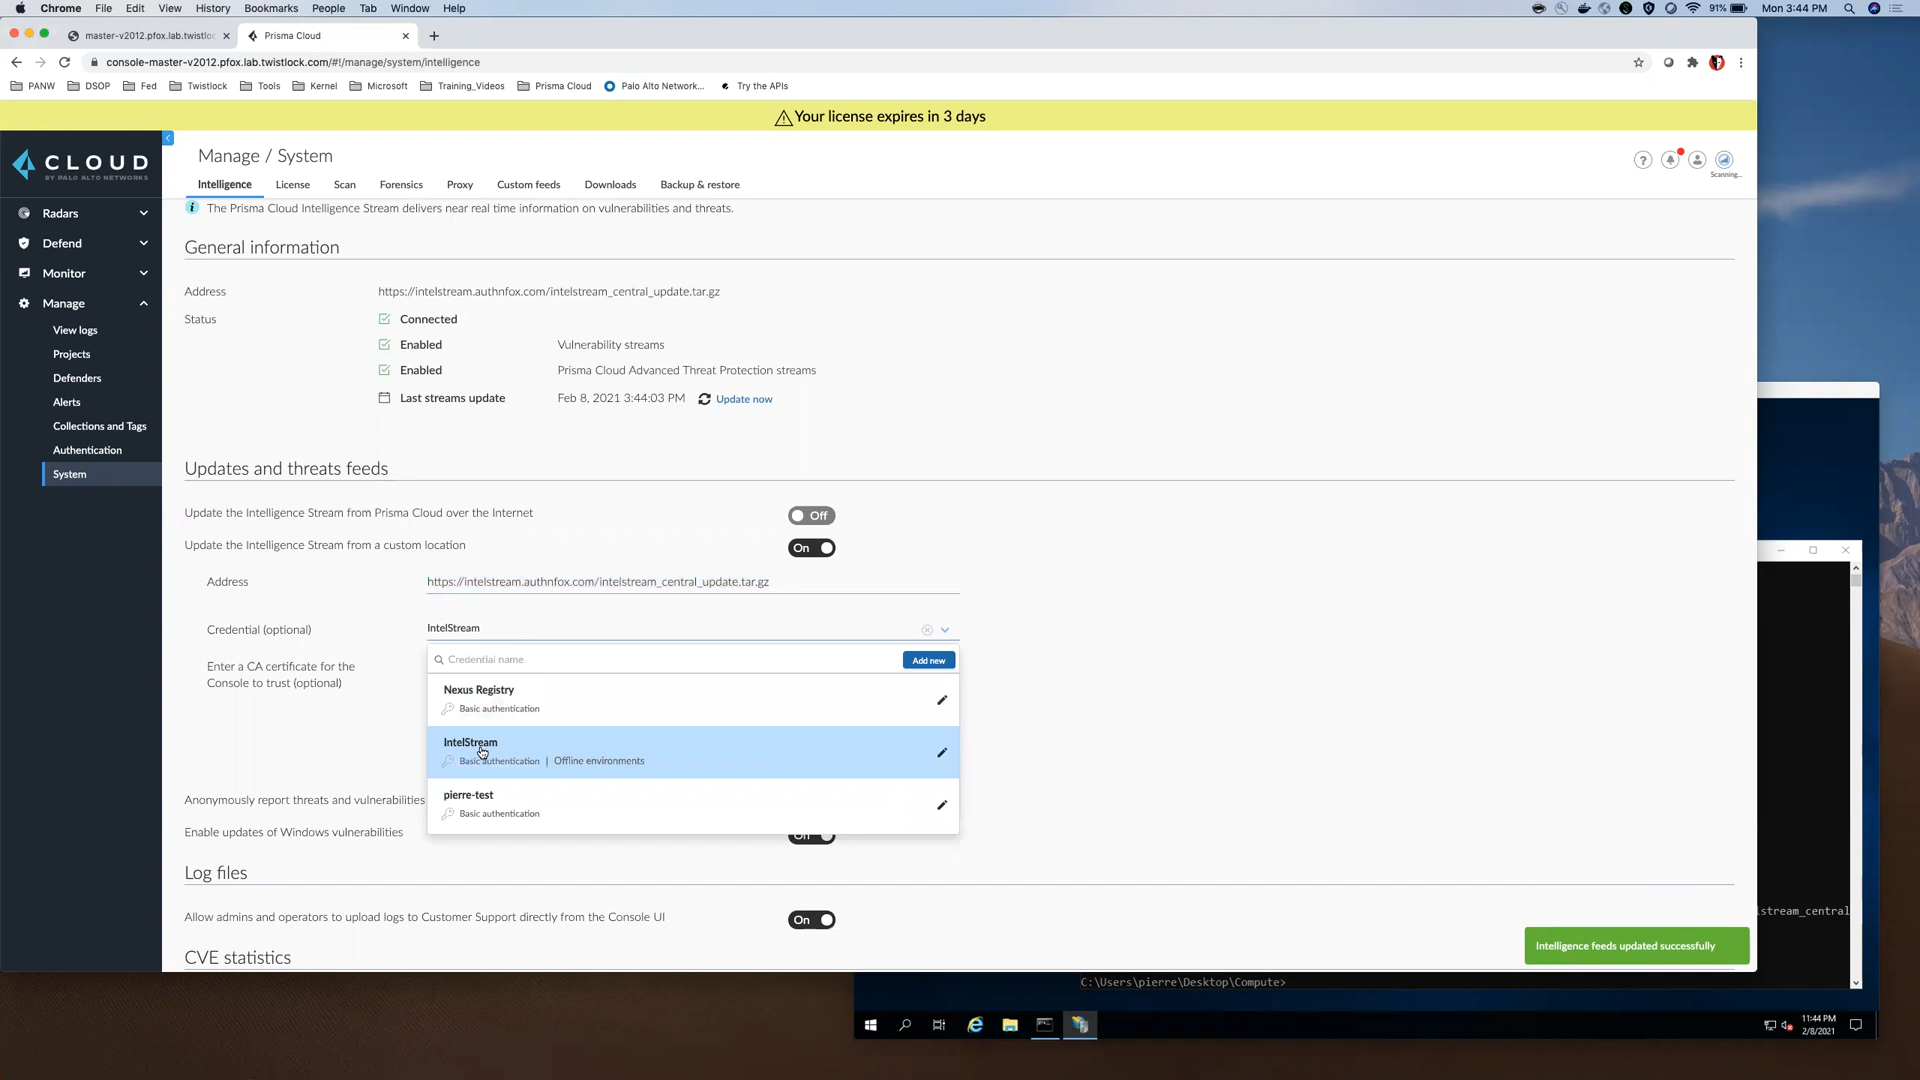 Chrome File Edit View History Bookmarks People Tab Window Help 91% Mon 3:44 PM
master-v2012.pfox.lab.twistlo Prisma Cloud
console-master-v2012.pfox.lab.twistlock.com/#!/manage/system/intelligence
PANW DSOP Fed Twistlock Tools Kernel Microsoft Training_Videos Prisma Cloud Palo Alto Network... Try the APIs
Your license expires in 3 days
CLOUD
BY PALO ALTO NETWORKS
Radars
Defend
Monitor
Manage
View logs
Projects
Defenders
Alerts
Collections and Tags
Authentication
System
Manage / System
Scanning...
Intelligence License Scan Forensics Proxy Custom feeds Downloads Backup & restore
The Prisma Cloud Intelligence Stream delivers near real time information on vulnerabilities and threats.
General information
Address https://intelstream.authnfox.com/intelstream_central_update.tar.gz
Status Connected
Enabled Vulnerability streams
Enabled Prisma Cloud Advanced Threat Protection streams
Last streams update Feb 8, 2021 3:44:03 PM Update now
Updates and threats feeds
Update the Intelligence Stream from Prisma Cloud over the Internet Off
Update the Intelligence Stream from a custom location On
Address https://intelstream.authnfox.com/intelstream_central_update.tar.gz
Credential (optional) IntelStream
Enter a CA certificate for the
Console to trust (optional)
Credential name Add new
Nexus Registry
Basic authentication
IntelStream
Basic authentication | Offline environments
pierre-test
Basic authentication
Anonymously report threats and vulnerabilities
Enable updates of Windows vulnerabilities On
Log files
Allow admins and operators to upload logs to Customer Support directly from the Console UI On
CVE statistics
Intelligence feeds updated successfully
lstream_central
C:\Users\pierre\Desktop\Compute>
11:44 PM
2/8/2021